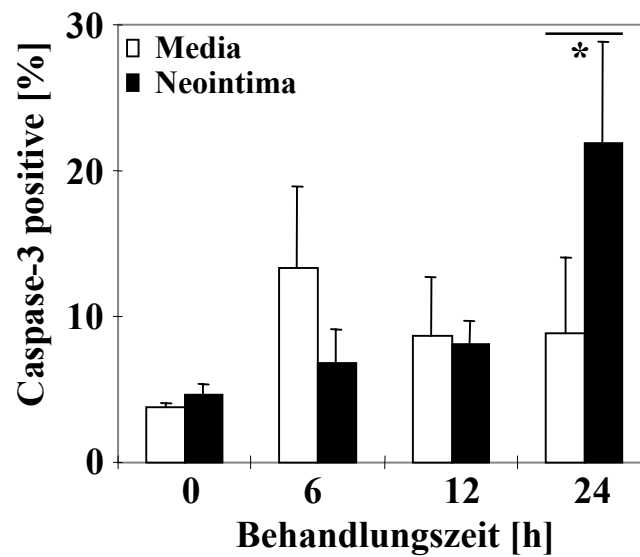 30
Media
Neointima
*
20
10
0
Caspase-3 positive [%]
0 6 12 24
Behandlungszeit [h]